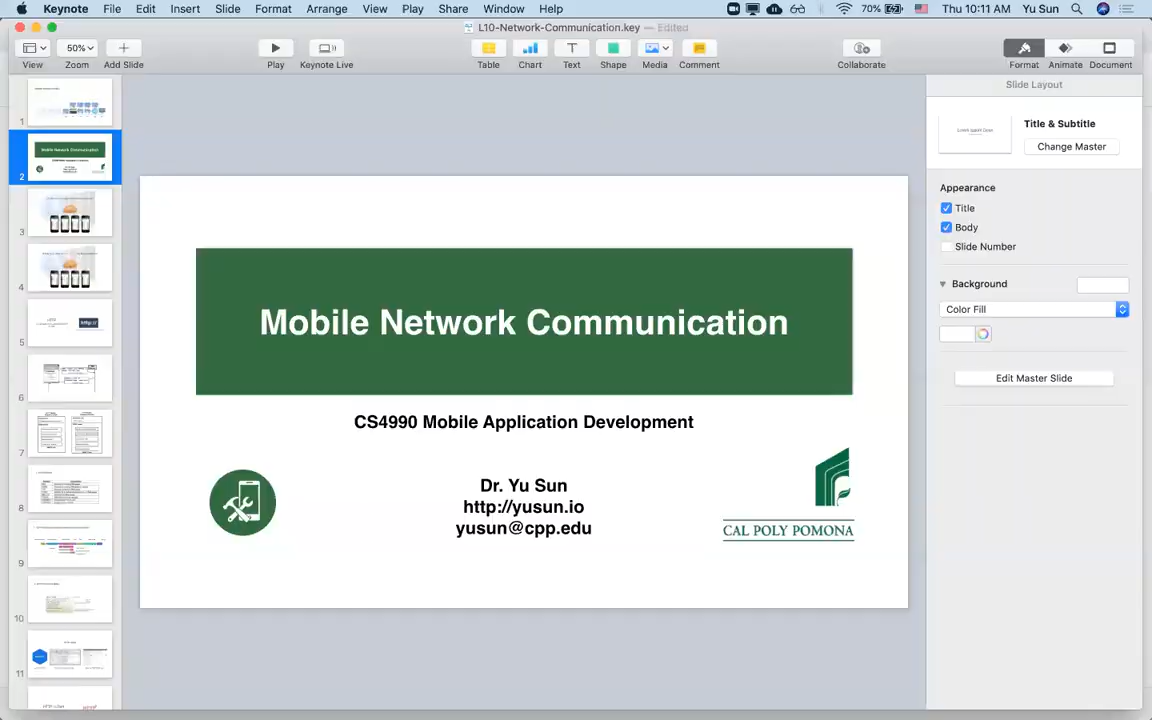 Keynote File Edit Insert Slide Format Arrange View Play Share Window Help 70% Thu 10:11 AM Yu Sun
L10-Network-Communication.key — Edited
50%
View Zoom Add Slide Play Keynote Live Table Chart Text Shape Media Comment Collaborate Format Animate Document
Slide Layout
Title & Subtitle
Change Master
Appearance
Title
Body
Slide Number
Background
Color Fill
Edit Master Slide
1
2
3
4
5
6
7
8
9
10
11
Mobile Network Communication
http://
Mobile Network Communication
CS4990 Mobile Application Development
Dr. Yu Sun
http://yusun.io
yusun@cpp.edu
CAL POLY POMONA